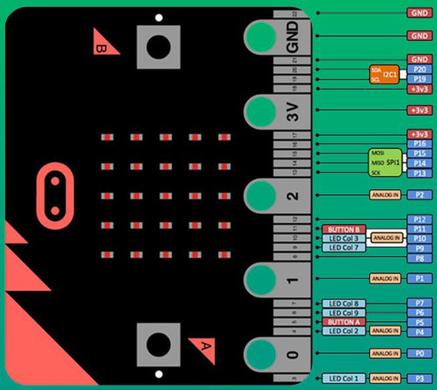 GND
GND
GND
SDA P20
I2C1
SCL P19
+3v3
+3v3
+3v3
P16
MOSI P15
MISO SPI1 P14
SCK P13
ANALOG IN P2
P12
BUTTON B P11
LED Col 3 ANALOG IN P10
LED Col 7 P9
P8
ANALOG IN P1
LED Col 8 P7
LED Col 9 P6
BUTTON A P5
LED Col 2 ANALOG IN P4
ANALOG IN P0
LED Col 1 ANALOG IN P3
B
GND
3V
2
1
0
A